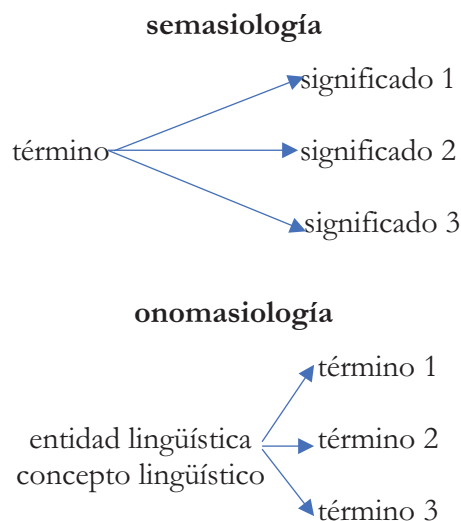 semasiología
significado 1
término
significado 2
significado 3
onomasiología
término 1
entidad lingüística
término 2
concepto lingüístico
término 3